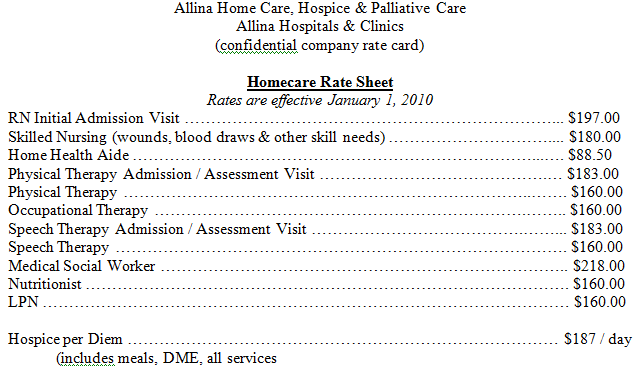 Allina Home Care, Hospice & Palliative Care
Allina Hospitals & Clinics
(confidential company rate card)
Homecare Rate Sheet
Rates are effective January 1, 2010
RN Initial Admission Visit ………………………………………………………….. $197.00
Skilled Nursing (wounds, blood draws & other skill needs) ………………………….. $180.00
Home Health Aide …………………………………………………………………… $88.50
Physical Therapy Admission / Assessment Visit ……………………………………… $183.00
Physical Therapy ……………………………………………………………………… $160.00
Occupational Therapy ………………………………………………………………… $160.00
Speech Therapy Admission / Assessment Visit ……………………………………… $183.00
Speech Therapy ……………………………………………………………………… $160.00
Medical Social Worker ……………………………………………………………….. $218.00
Nutritionist …………………………………………………………………………… $160.00
LPN …………………………………………………………………………………… $160.00
Hospice per Diem …………………………………………………………………… $187 / day
(includes meals, DME, all services